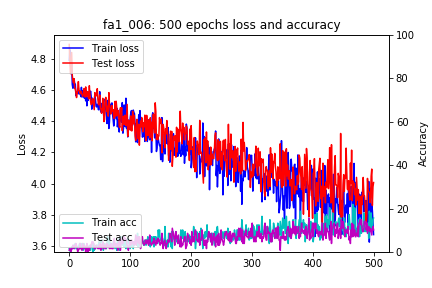 fa1_006: 500 epochs loss and accuracy
Train loss
Test loss
Train acc
Test acc
Loss
4.8
4.6
4.4
4.2
4.0
3.8
3.6
Accuracy
100
80
60
40
20
0
0 100 200 300 400 500